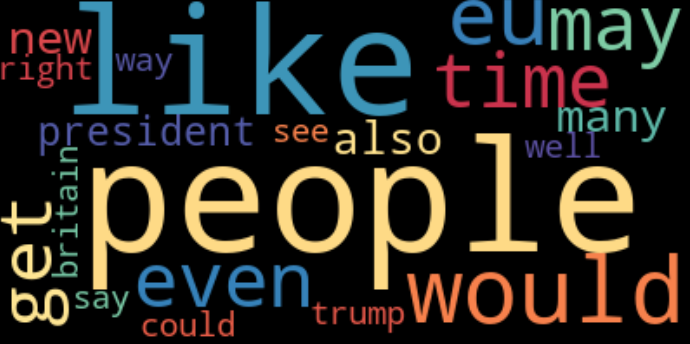 new
like
eu
may
right
way
time
many
president
see
also
well
britain
people
get
say
even
would
could
trump